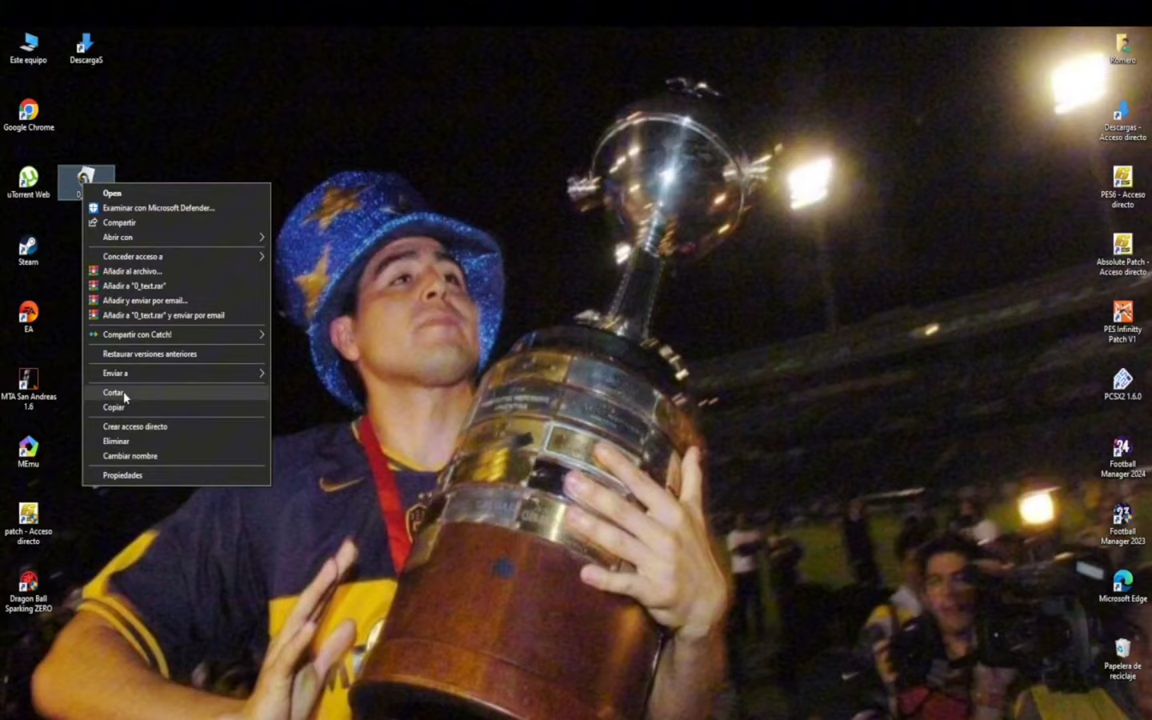 Este equipo
DescargaS
Google Chrome
uTorrent Web
Steam
EA
MTA San Andreas
1.6
MEmu
patch - Acceso
directo
Dragon Ball
Sparking ZERO
Open
Examinar con Microsoft Defender...
Compartir
Abrir con
Conceder acceso a
Añadir al archivo...
Añadir a "0_text.rar"
Añadir y enviar por email...
Añadir a "0_text.rar" y enviar por email
Compartir con Catch!
Restaurar versiones anteriores
Enviar a
Cortar
Copiar
Crear acceso directo
Eliminar
Cambiar nombre
Propiedades
Romero
Descargas -
Acceso directo
PES6 - Acceso
directo
Absolute Patch -
Acceso directo
PES Infinitty
Patch V1
PCSX2 1.6.0
24
Football
Manager 2024
23
Football
Manager 2023
Microsoft Edge
Papelera de
reciclaje